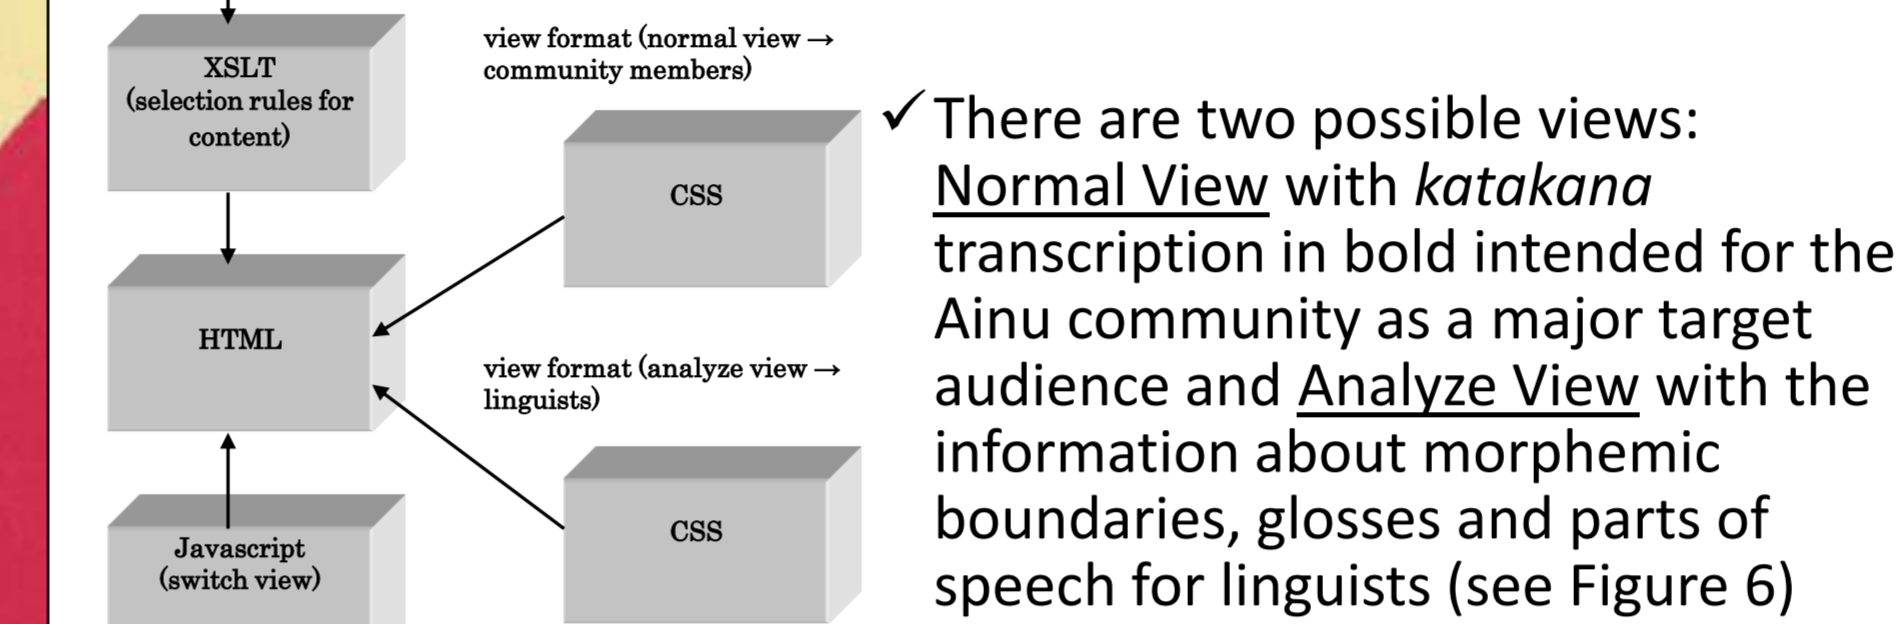 XSLT
(selection rules for
content)
view format (normal view →
community members)
CSS
HTML
view format (analyze view →
linguists)
CSS
Javascript
(switch view)
✓ There are two possible views:
Normal View with katakana
transcription in bold intended for the
Ainu community as a major target
audience and Analyze View with the
information about morphemic
boundaries, glosses and parts of
speech for linguists (see Figure 6)